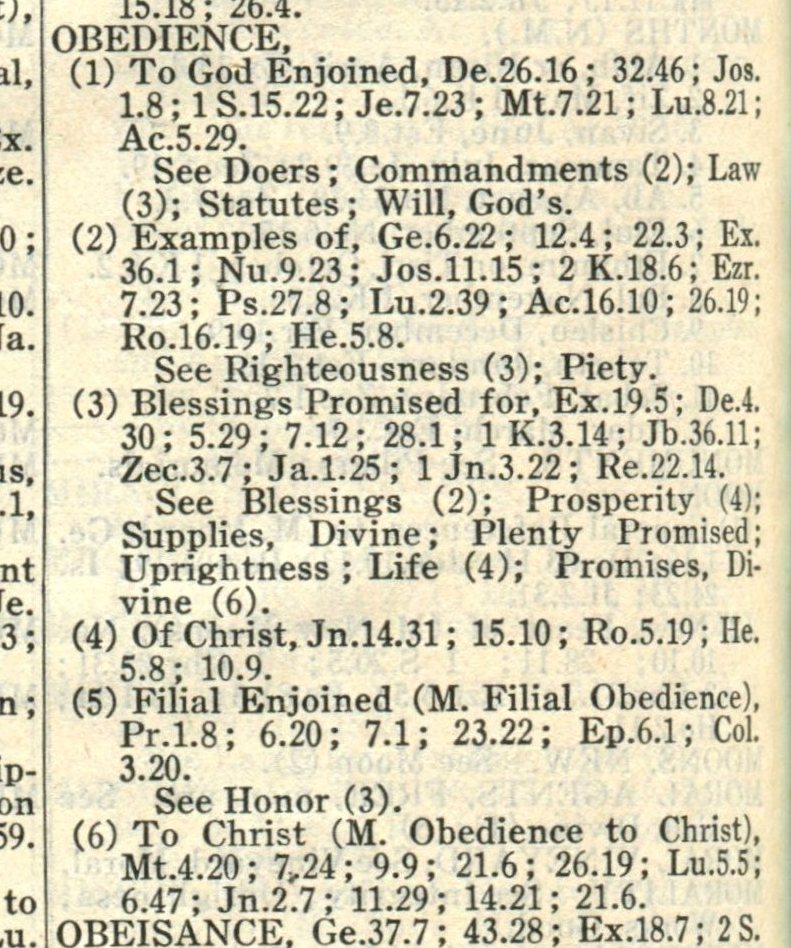 15.18; 26.4.
OBEDIENCE,
(1) To God Enjoined, De.26.16; 32.46; Jos.
1.8; 1 S.15.22; Je.7.23; Mt.7.21; Lu.8.21;
Ac.5.29.
See Doers; Commandments (2); Law
(3); Statutes; Will, God's.
(2) Examples of, Ge.6.22; 12.4; 22.3; Ex.
36.1; Nu.9.23; Jos.11.15; 2 K.18.6; Ezr.
7.23; Ps.27.8; Lu.2.39; Ac.16.10; 26.19;
Ro.16.19; He.5.8.
See Righteousness (3); Piety.
(3) Blessings Promised for, Ex.19.5; De.4.
30; 5.29; 7.12; 28.1; 1 K.3.14; Jb.36.11;
Zec.3.7; Ja.1.25; 1 Jn.3.22; Re.22.14.
See Blessings (2); Prosperity (4);
Supplies, Divine; Plenty Promised;
Uprightness; Life (4); Promises, Di-
vine (6).
(4) Of Christ, Jn.14.31; 15.10; Ro.5.19; He.
5.8; 10.9.
(5) Filial Enjoined (M. Filial Obedience),
Pr.1.8; 6.20; 7.1; 23.22; Ep.6.1; Col.
3.20.
See Honor (3).
(6) To Christ (M. Obedience to Christ),
Mt.4.20; 7.24; 9.9; 21.6; 26.19; Lu.5.5;
6.47; Jn.2.7; 11.29; 14.21; 21.6.
OBEISANCE, Ge.37.7; 43.28; Ex.18.7; 2 S.